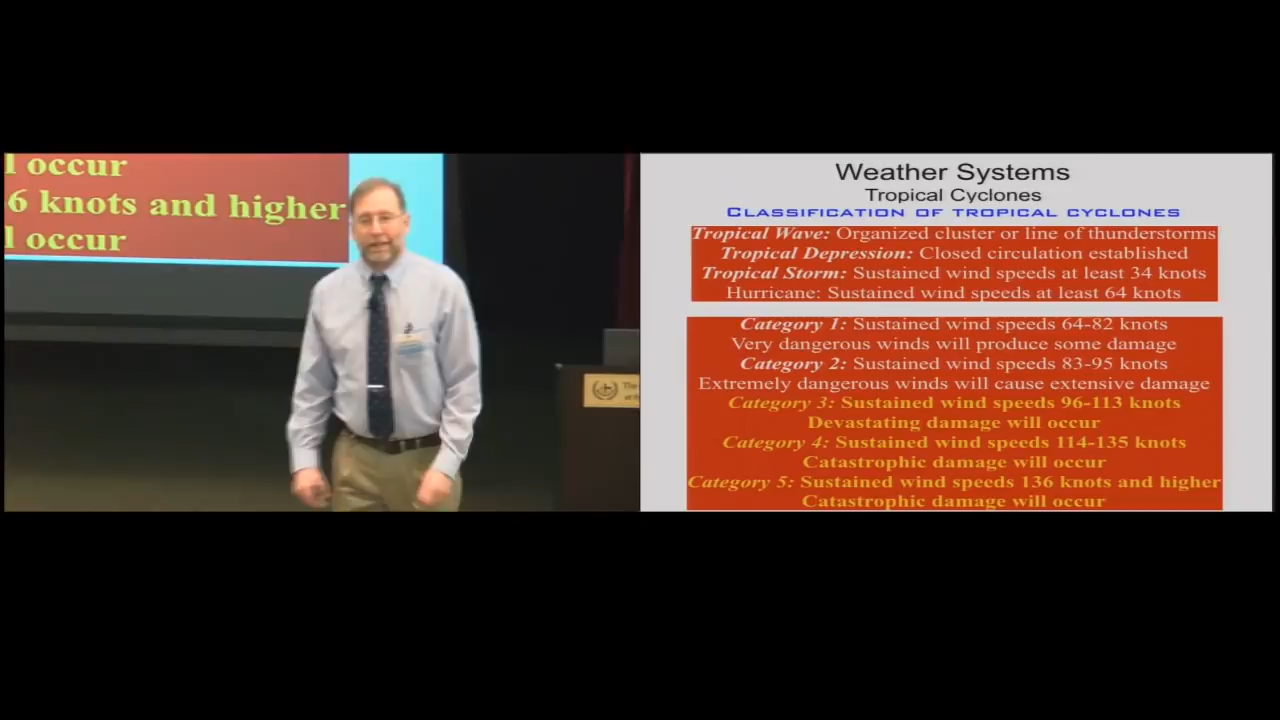 l occur
6 knots and higher
l occur
The
Weather Systems
Tropical Cyclones
CLASSIFICATION OF TROPICAL CYCLONES
Tropical Wave: Organized cluster or line of thunderstorms
Tropical Depression: Closed circulation established
Tropical Storm: Sustained wind speeds at least 34 knots
Hurricane: Sustained wind speeds at least 64 knots
Category 1: Sustained wind speeds 64-82 knots
Very dangerous winds will produce some damage
Category 2: Sustained wind speeds 83-95 knots
Extremely dangerous winds will cause extensive damage
Category 3: Sustained wind speeds 96-113 knots
Devastating damage will occur
Category 4: Sustained wind speeds 114-135 knots
Catastrophic damage will occur
Category 5: Sustained wind speeds 136 knots and higher
Catastrophic damage will occur